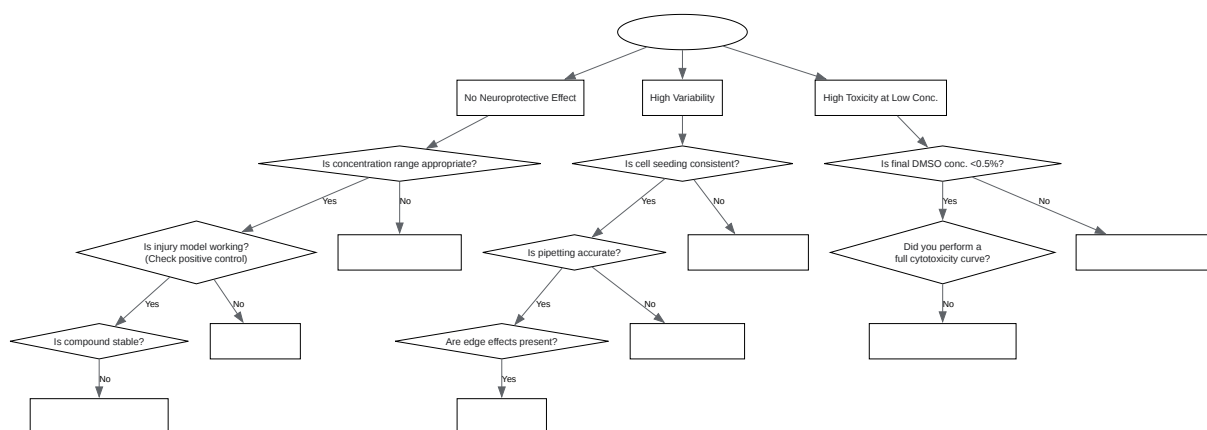 No Neuroprotective Effect
High Variability
High Toxicity at Low Conc.
Is concentration range appropriate?
Is cell seeding consistent?
Is final DMSO conc. <0.5%?
Yes
No
Yes
No
Yes
No
Is injury model working?
(Check positive control)
Is pipetting accurate?
Did you perform a
full cytotoxicity curve?
Yes
No
Yes
No
No
Is compound stable?
Are edge effects present?
No
Yes